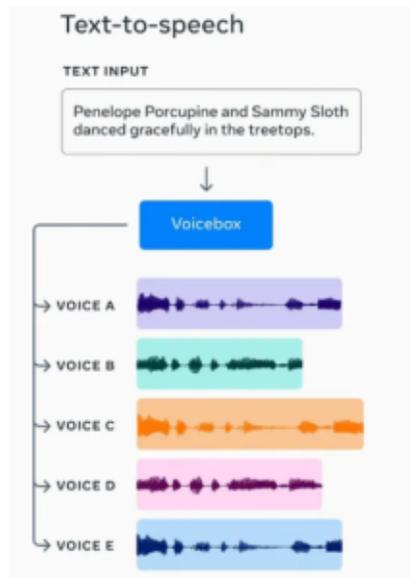 Text-to-speech
TEXT INPUT
Penelope Porcupine and Sammy Sloth
danced gracefully in the treetops.
Voicebox
VOICE A
VOICE B
VOICE C
VOICE D
VOICE E